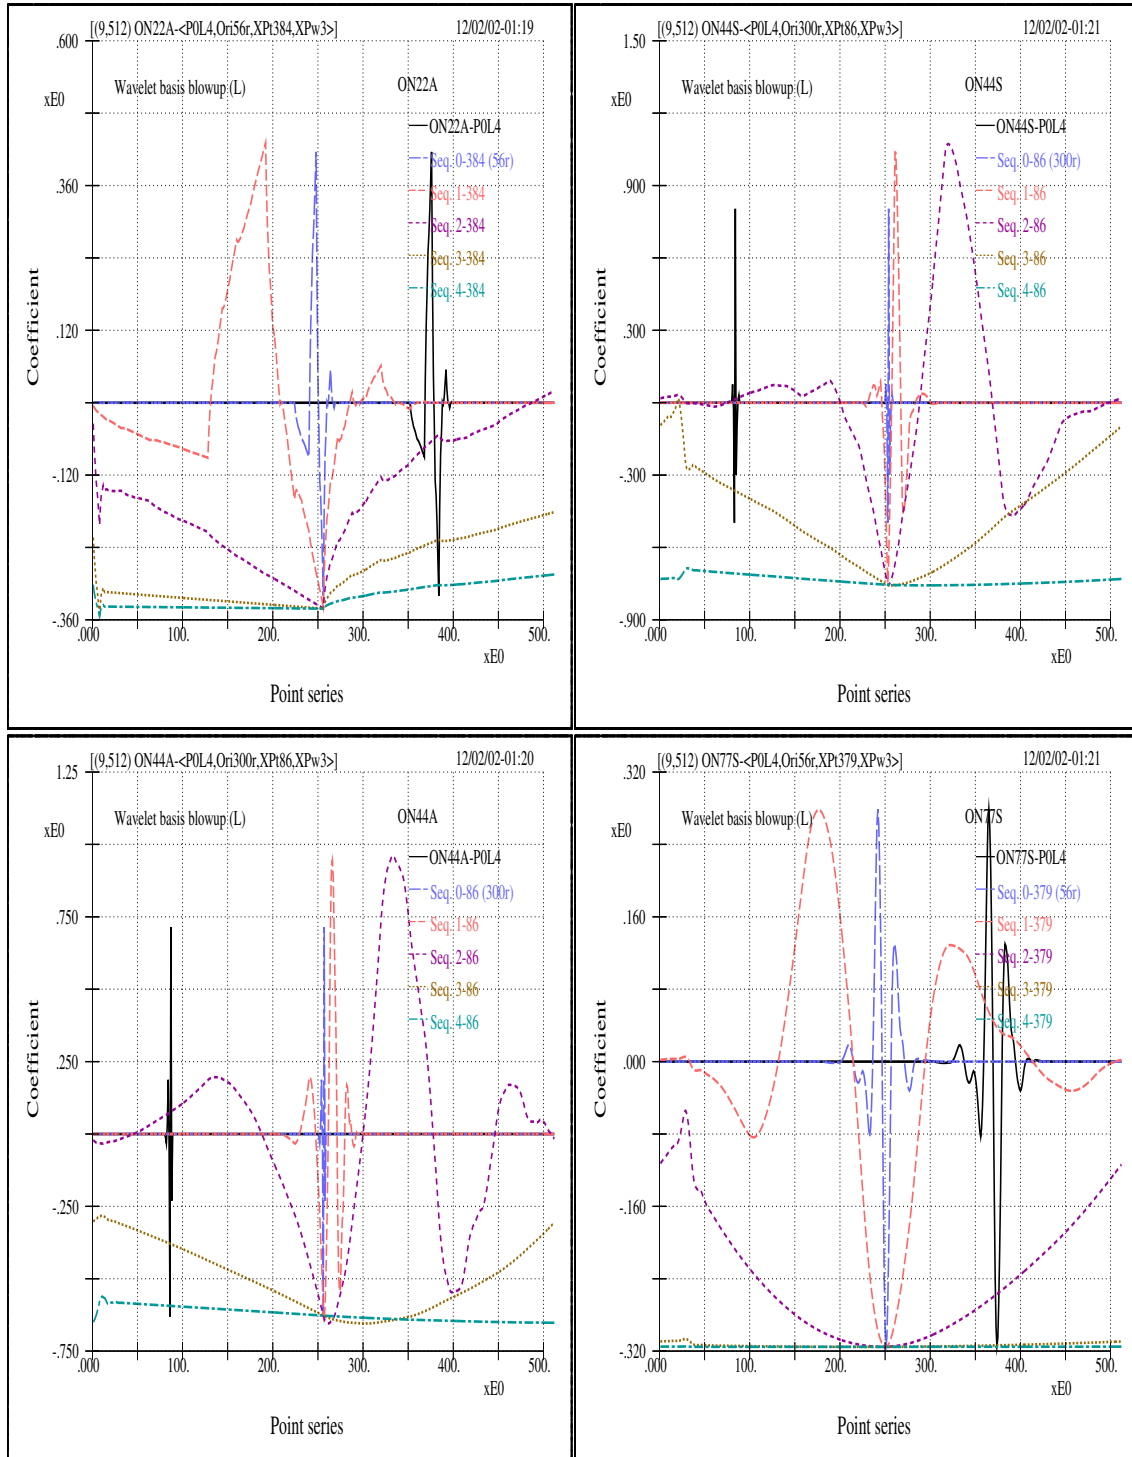 [(9,512) ON22A-<P0L4,Ori56r,XPt384,XPw3>] 12/02/02-01:19
.600
Wavelet basis blowup (L) ON22A
xE0
ON22A-P0L4
Seq. 0-384 (56r)
.360
Seq. 1-384
Seq. 2-384
Seq. 3-384
Seq. 4-384
.120
Coefficient
-.120
-.360
.000 100. 200. 300. 400. 500.
xE0
Point series
[(9,512) ON44S-<P0L4,Ori300r,XPt86,XPw3>] 12/02/02-01:21
1.50
Wavelet basis blowup (L) ON44S
xE0
ON44S-P0L4
Seq. 0-86 (300r)
.900
Seq. 1-86
Seq. 2-86
Seq. 3-86
Seq. 4-86
.300
Coefficient
-.300
-.900
.000 100. 200. 300. 400. 500.
xE0
Point series
[(9,512) ON44A-<P0L4,Ori300r,XPt86,XPw3>] 12/02/02-01:20
1.25
Wavelet basis blowup (L) ON44A
xE0
ON44A-P0L4
Seq. 0-86 (300r)
.750
Seq. 1-86
Seq. 2-86
Seq. 3-86
Seq. 4-86
.250
Coefficient
-.250
-.750
.000 100. 200. 300. 400. 500.
xE0
Point series
[(9,512) ON77S-<P0L4,Ori56r,XPt379,XPw3>] 12/02/02-01:21
.320
Wavelet basis blowup (L) ON77S
xE0
ON77S-P0L4
Seq. 0-379 (56r)
.160
Seq. 1-379
Seq. 2-379
Seq. 3-379
Seq. 4-379
.000
Coefficient
-.160
-.320
.000 100. 200. 300. 400. 500.
xE0
Point series